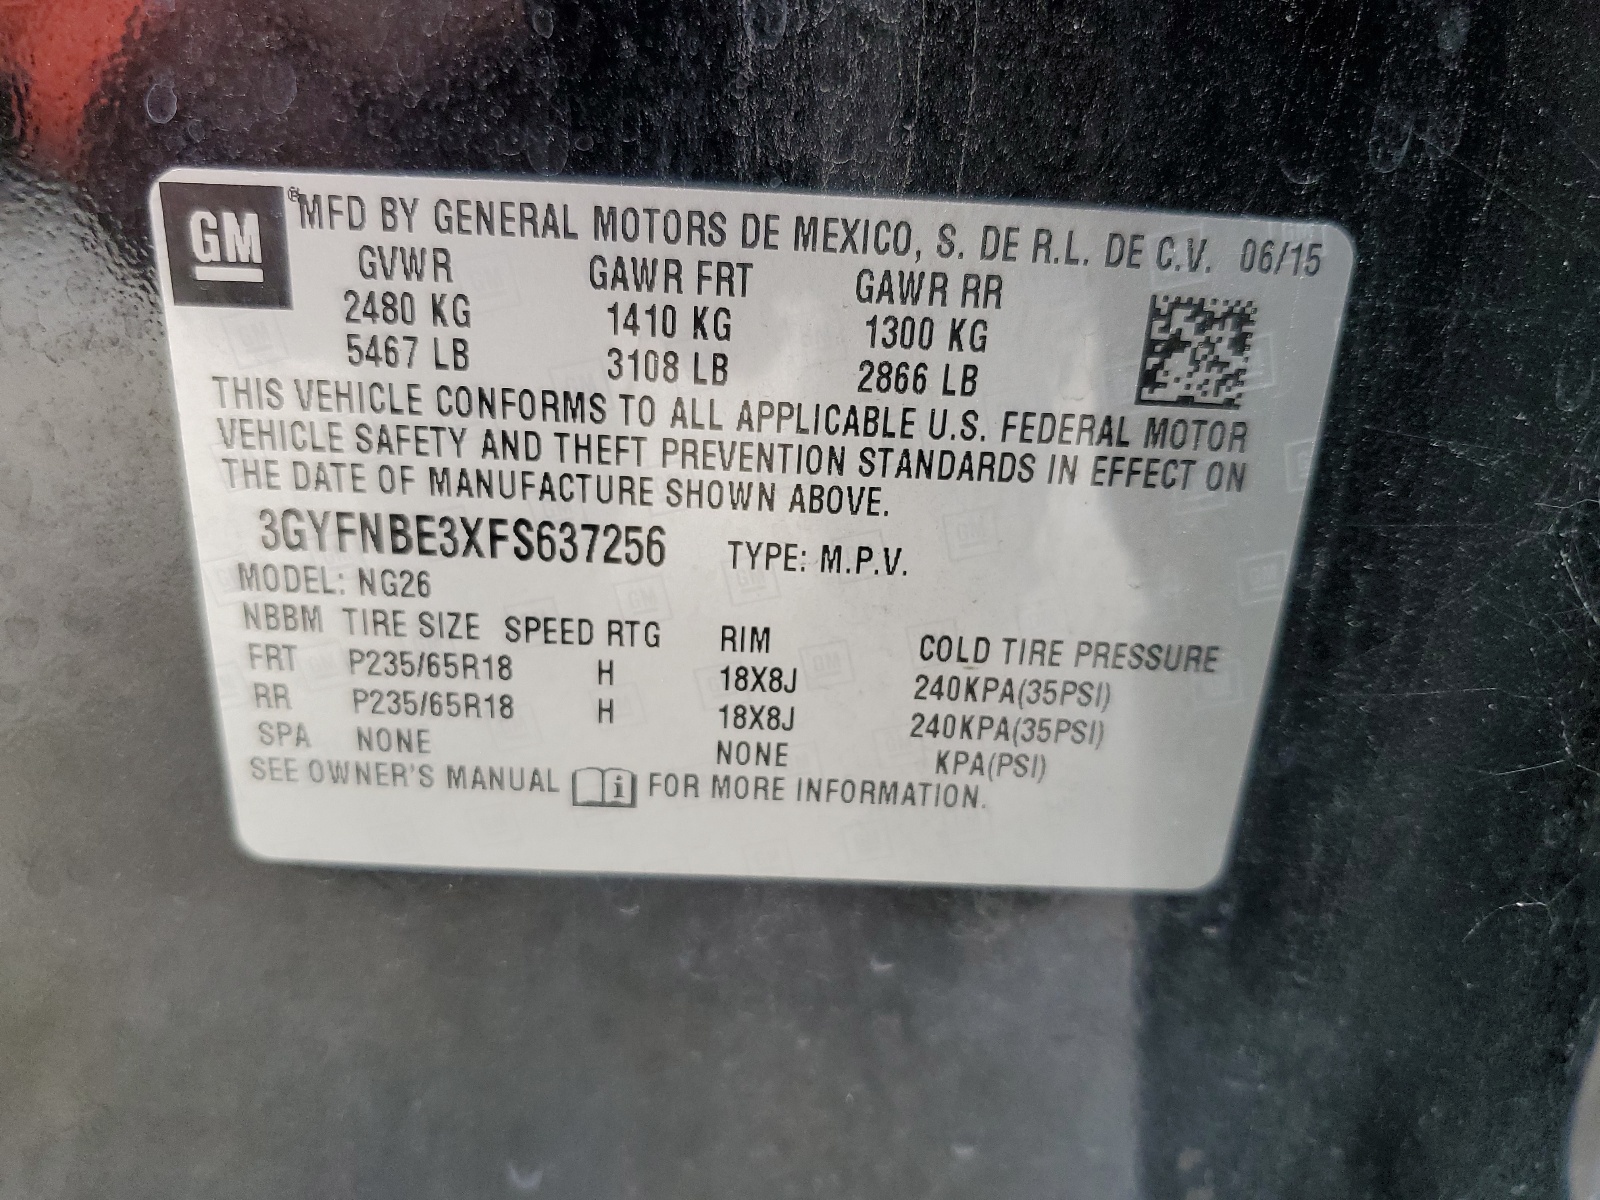 GM ® MFD BY GENERAL MOTORS DE MEXICO, S. DE R.L. DE C.V. 06/15
GVWR GAWR FRT GAWR RR
2480 KG 1410 KG 1300 KG
5467 LB 3108 LB 2866 LB
THIS VEHICLE CONFORMS TO ALL APPLICABLE U.S. FEDERAL MOTOR
VEHICLE SAFETY AND THEFT PREVENTION STANDARDS IN EFFECT ON
THE DATE OF MANUFACTURE SHOWN ABOVE.
3GYFNBE3XFS637256 TYPE: M.P.V.
MODEL: NG26
NBBM TIRE SIZE SPEED RTG RIM COLD TIRE PRESSURE
FRT P235/65R18 H 18X8J 240KPA(35PSI)
RR P235/65R18 H 18X8J 240KPA(35PSI)
SPA NONE NONE KPA(PSI)
SEE OWNER'S MANUAL i FOR MORE INFORMATION.